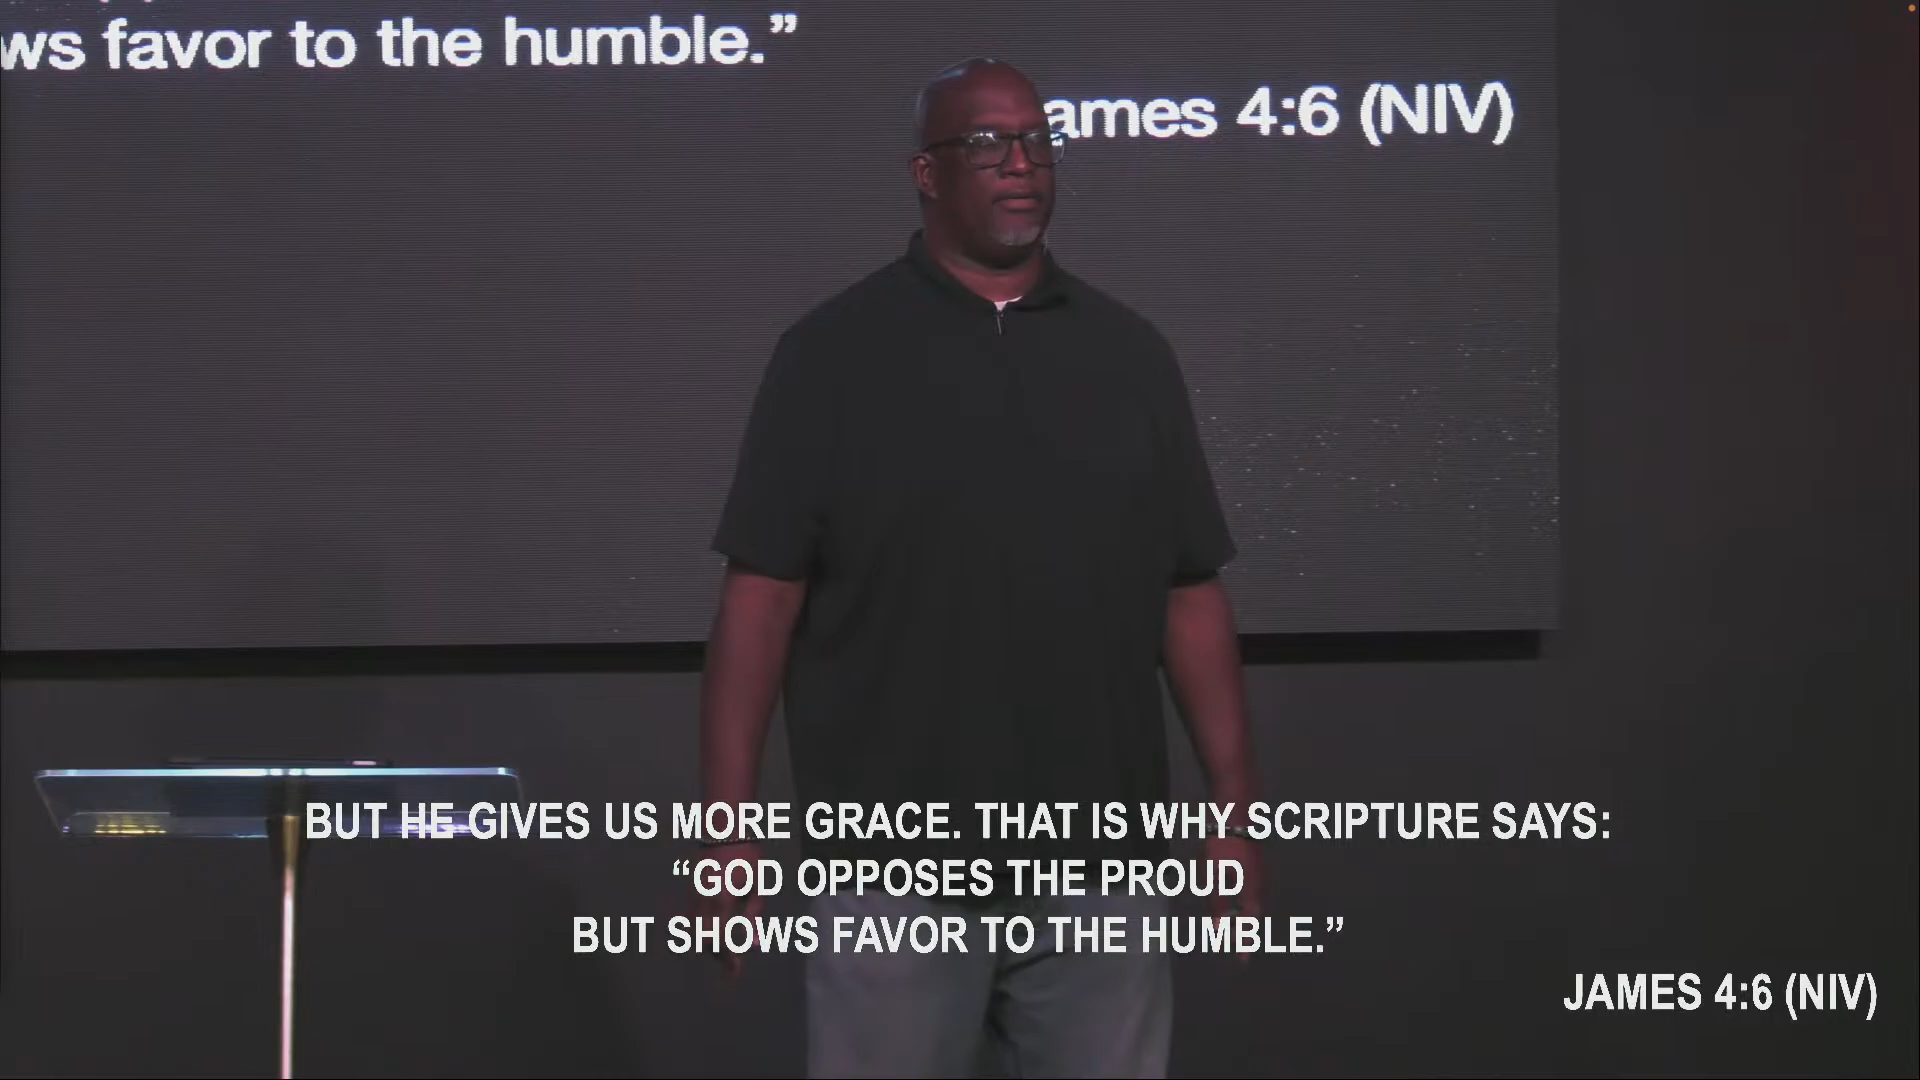 ws favor to the humble.”
ames 4:6 (NIV)
BUT HE GIVES US MORE GRACE. THAT IS WHY SCRIPTURE SAYS:
“GOD OPPOSES THE PROUD
BUT SHOWS FAVOR TO THE HUMBLE.”
JAMES 4:6 (NIV)